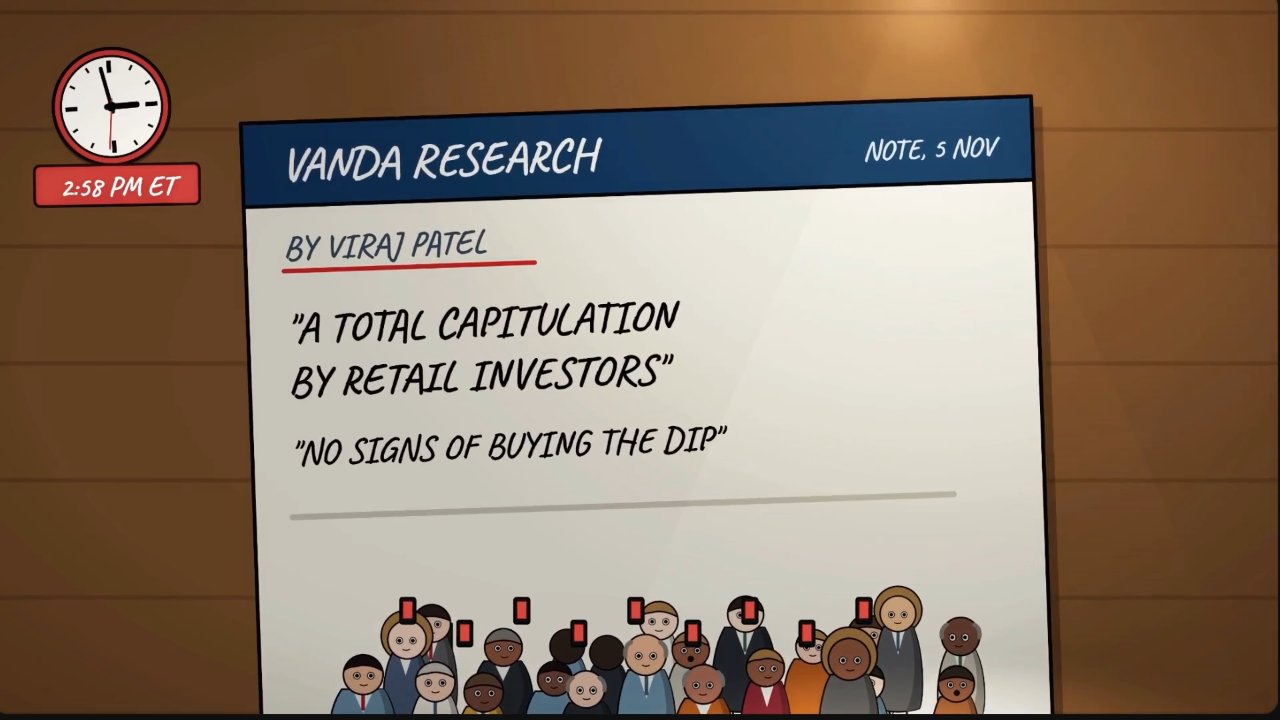 2:58 PM ET
VANDA RESEARCH
NOTE, 5 NOV
BY VIRAJ PATEL
"A TOTAL CAPITULATION
BY RETAIL INVESTORS"
"NO SIGNS OF BUYING THE DIP"